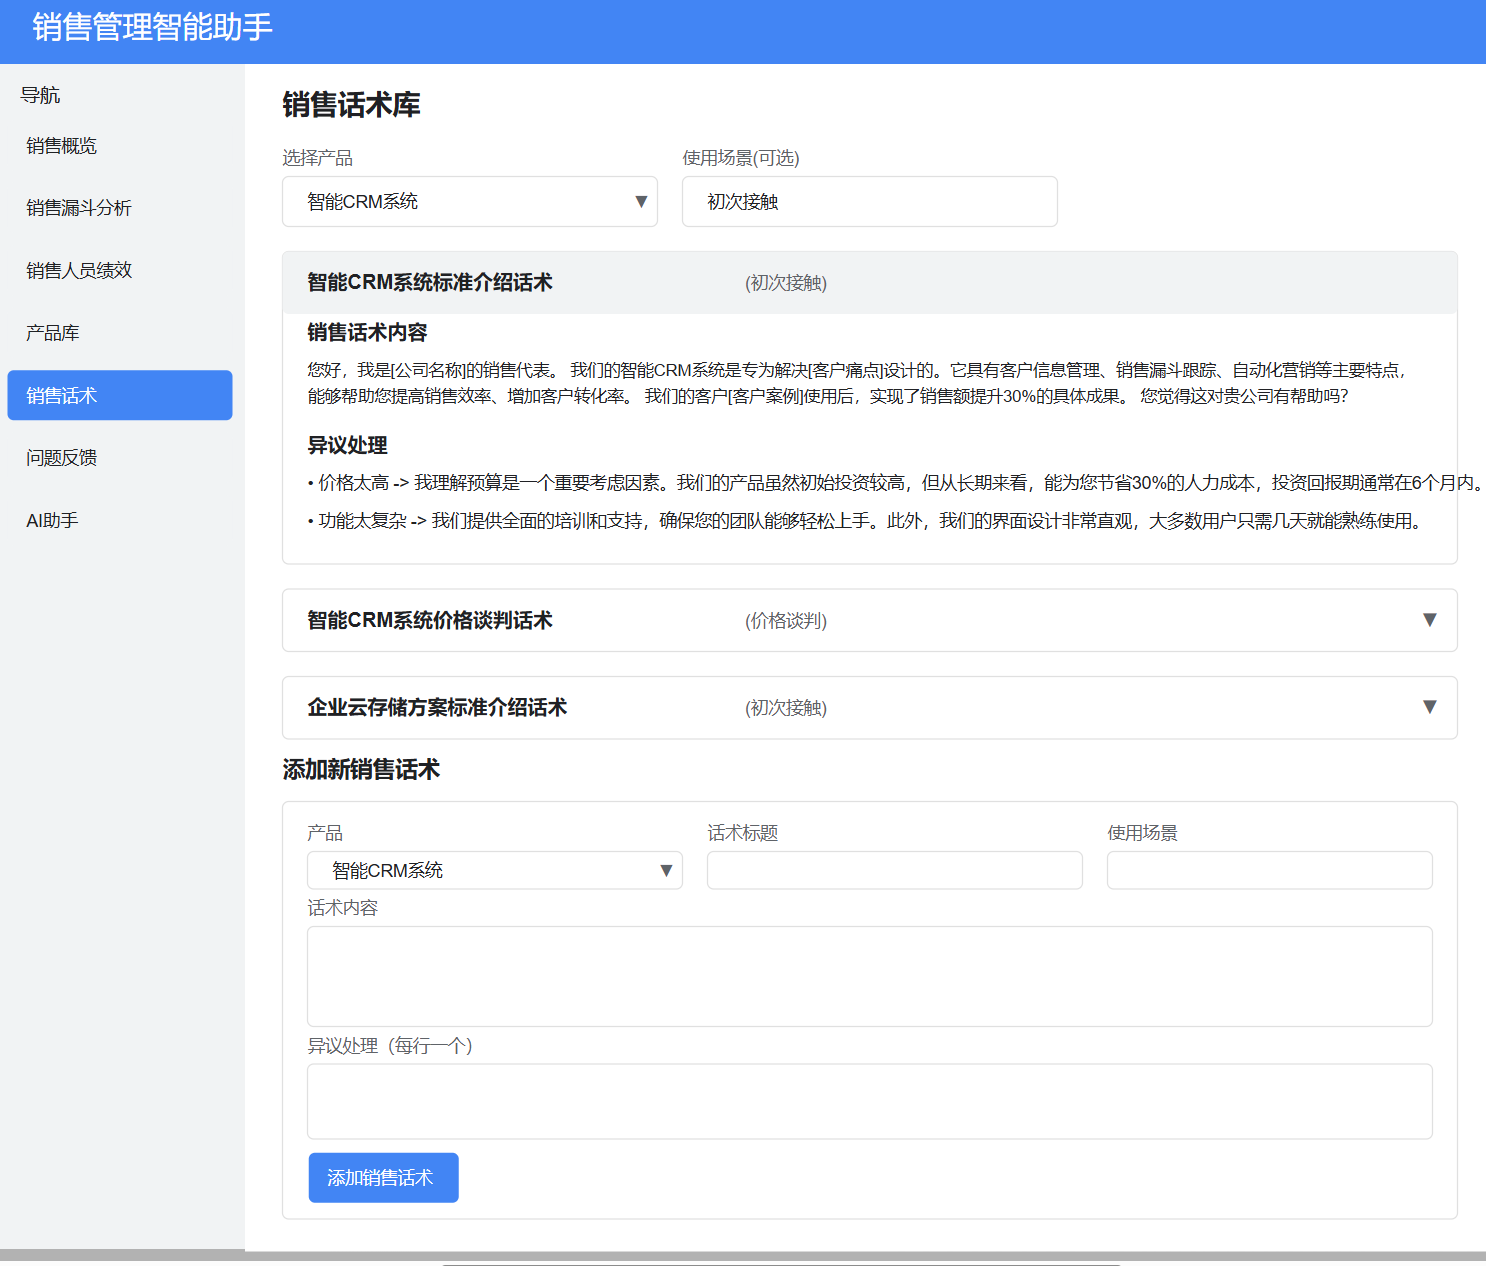 销售管理智能助手
导航
销售概览
销售漏斗分析
销售人员绩效
产品库
销售话术
问题反馈
AI助手
销售话术库
选择产品
使用场景(可选)
智能CRM系统 ▼
初次接触
智能CRM系统标准介绍话术 (初次接触)
销售话术内容
您好，我是[公司名称]的销售代表。 我们的智能CRM系统是专为解决[客户痛点]设计的。它具有客户信息管理、销售漏斗跟踪、自动化营销等主要特点，
能够帮助您提高销售效率、增加客户转化率。 我们的客户[客户案例]使用后，实现了销售额提升30%的具体成果。 您觉得这对贵公司有帮助吗?
异议处理
• 价格太高 -> 我理解预算是一个重要考虑因素。我们的产品虽然初始投资较高，但从长期来看，能为您节省30%的人力成本，投资回报期通常在6个月内。
• 功能太复杂 -> 我们提供全面的培训和支持，确保您的团队能够轻松上手。此外，我们的界面设计非常直观，大多数用户只需几天就能熟练使用。
智能CRM系统价格谈判话术 (价格谈判) ▼
企业云存储方案标准介绍话术 (初次接触) ▼
添加新销售话术
产品
话术标题
使用场景
智能CRM系统 ▼
话术内容
异议处理（每行一个）
添加销售话术